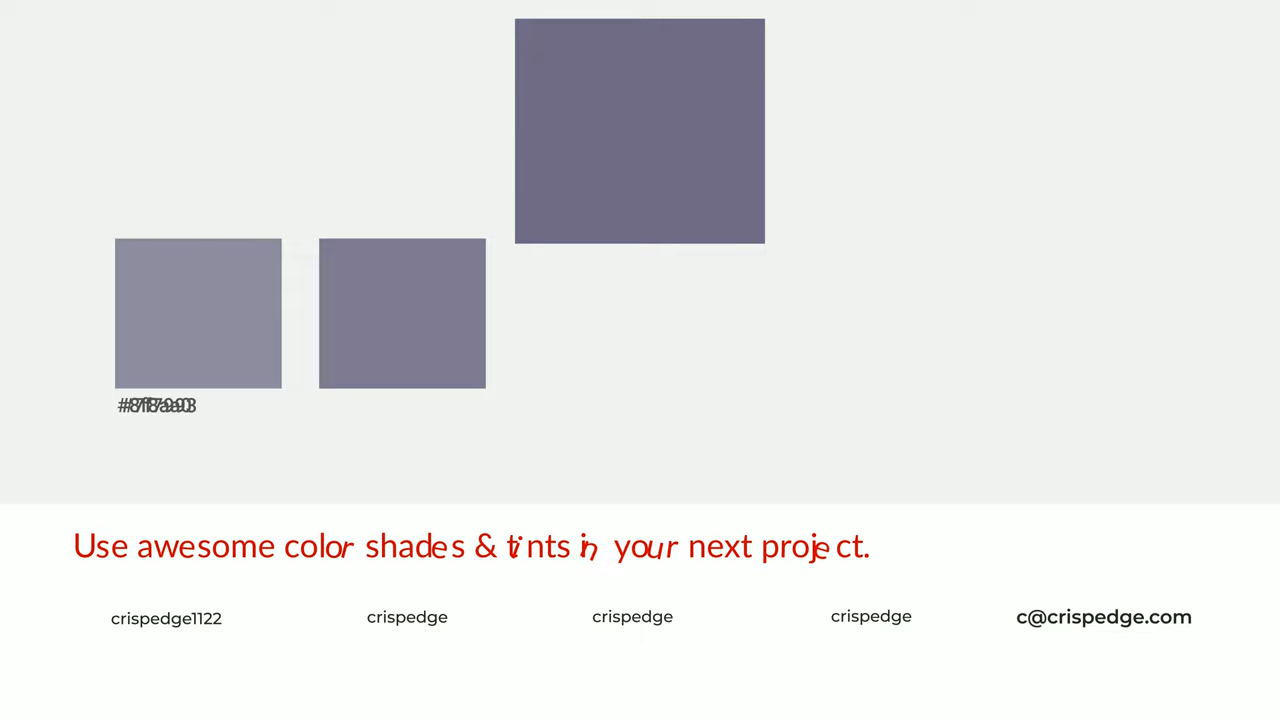 Use awesome color shades & tints in your next project.
crispedge1122 crispedge crispedge crispedge c@crispedge.com